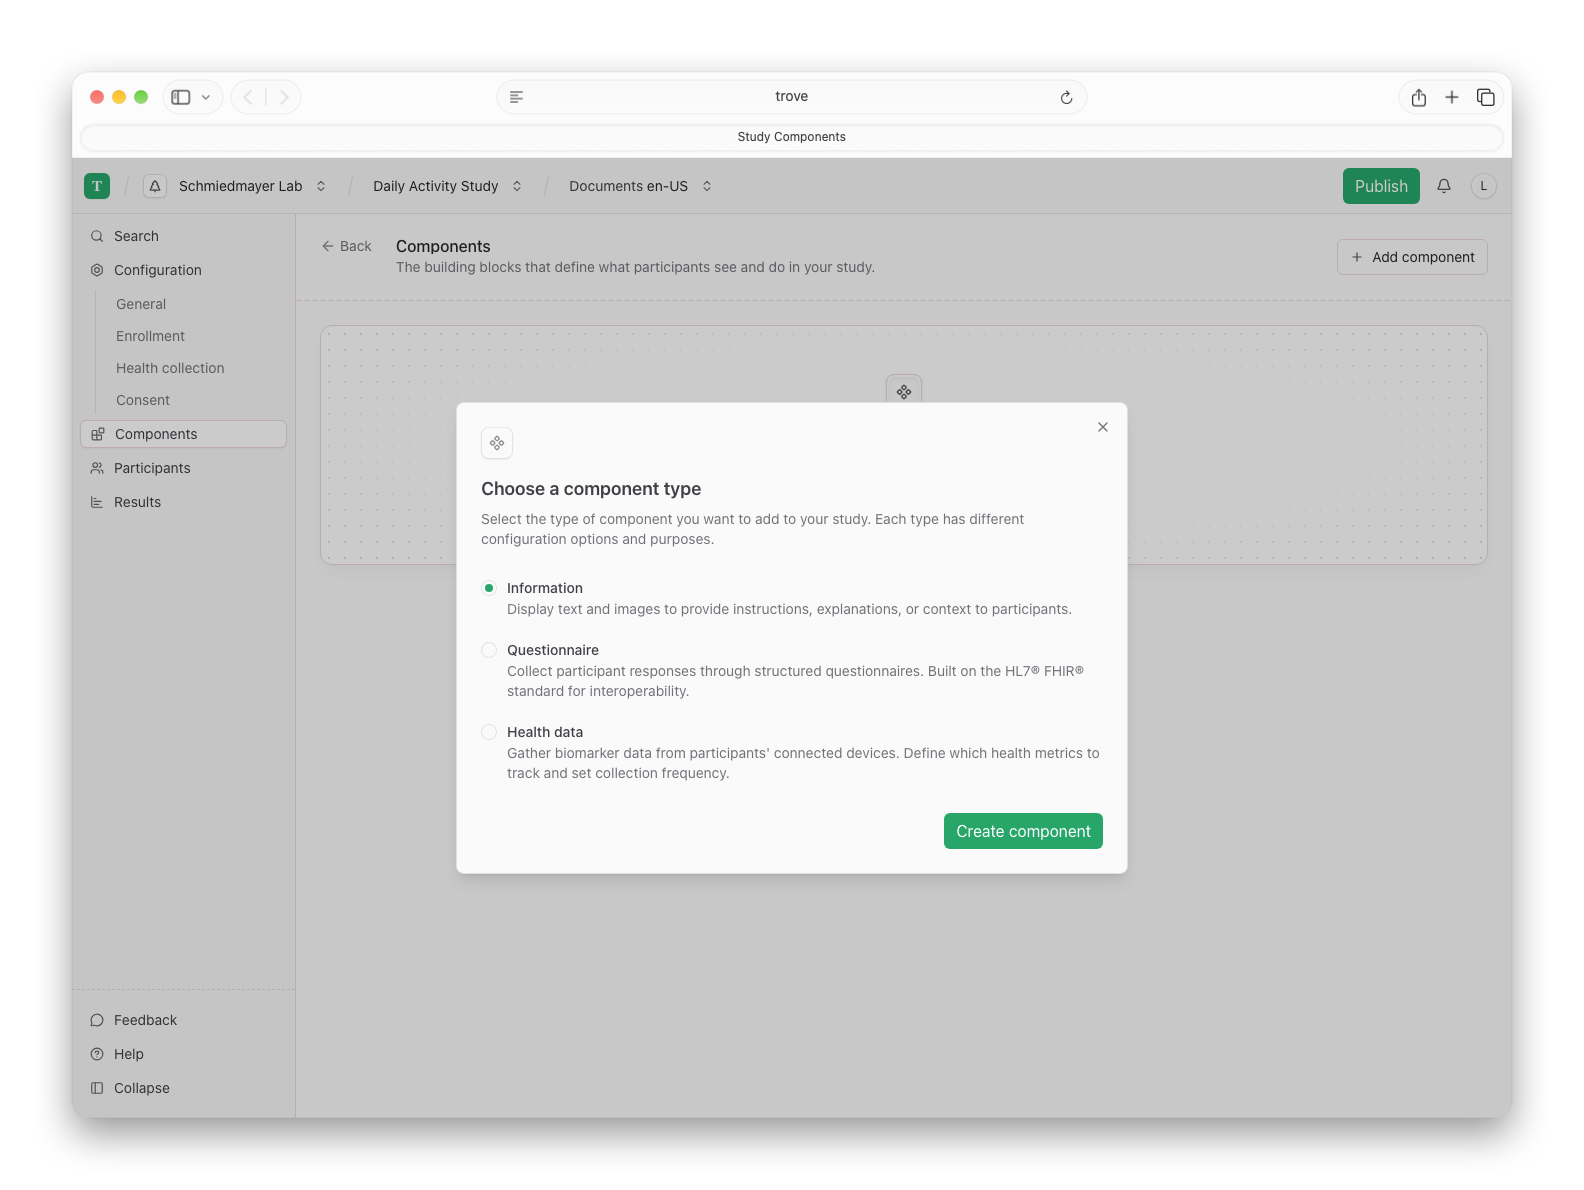 trove
Study Components
T / Schmiedmayer Lab / Daily Activity Study / Documents en-US
Publish
L
Search
Configuration
General
Enrollment
Health collection
Consent
Components
Participants
Results
Feedback
Help
Collapse
Back
Components
The building blocks that define what participants see and do in your study.
Add component
Choose a component type
Select the type of component you want to add to your study. Each type has different
configuration options and purposes.
Information
Display text and images to provide instructions, explanations, or context to participants.
Questionnaire
Collect participant responses through structured questionnaires. Built on the HL7® FHIR®
standard for interoperability.
Health data
Gather biomarker data from participants' connected devices. Define which health metrics to
track and set collection frequency.
Create component